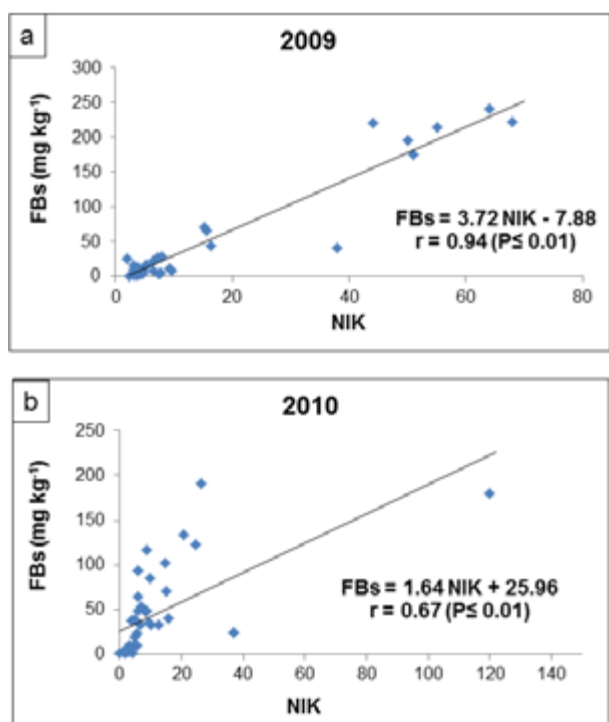 a
2009
FBs (mg kg⁻¹)
300
250
200
150
100
50
0
0 20 40 60 80
NIK
FBs = 3.72 NIK - 7.88
r = 0.94 (P≤ 0.01)
b
2010
FBs (mg kg⁻¹)
250
200
150
100
50
0
0 20 40 60 80 100 120 140
NIK
FBs = 1.64 NIK + 25.96
r = 0.67 (P≤ 0.01)